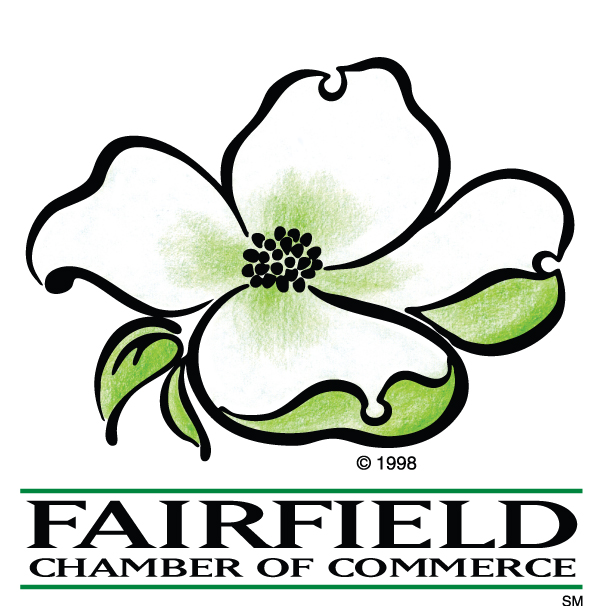 © 1998
FAIRFIELD
CHAMBER OF COMMERCE
SM